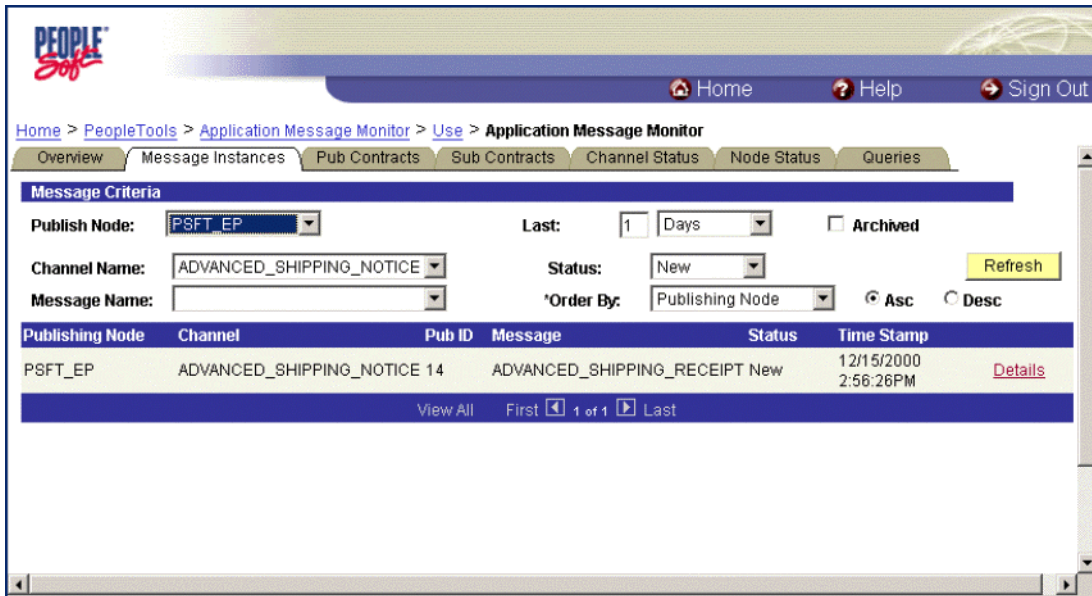 PEOPLE Soft
Home Help Sign Out
Home > PeopleTools > Application Message Monitor > Use > Application Message Monitor
Overview Message Instances Pub Contracts Sub Contracts Channel Status Node Status Queries
Message Criteria
Publish Node: PSFT_EP Last: 1 Days Archived
Channel Name: ADVANCED_SHIPPING_NOTICE Status: New Refresh
Message Name: *Order By: Publishing Node Asc Desc
Publishing Node Channel Pub ID Message Status Time Stamp
PSFT_EP ADVANCED_SHIPPING_NOTICE 14 ADVANCED_SHIPPING_RECEIPT New 12/15/2000 2:56:26PM Details
View All First 1 of 1 Last